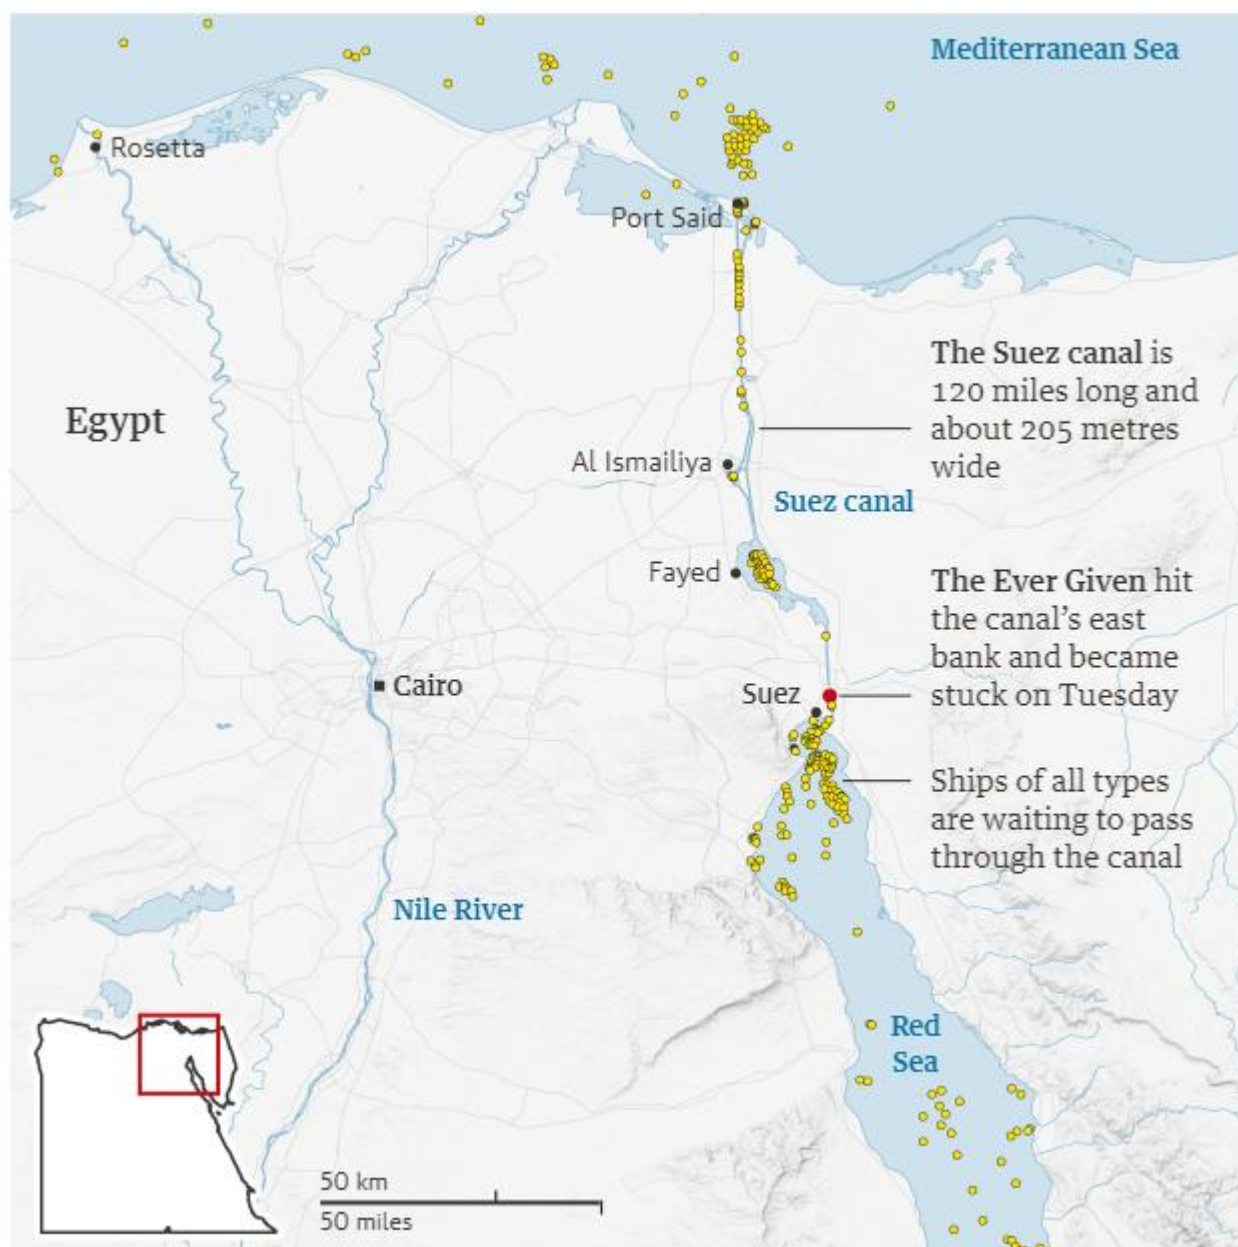 Mediterranean Sea
Rosetta
Port Said
The Suez canal is
120 miles long and
about 205 metres
wide
Egypt
Al Ismailiya
Suez canal
Fayed
The Ever Given hit
the canal’s east
bank and became
stuck on Tuesday
Cairo
Suez
Ships of all types
are waiting to pass
through the canal
Nile River
Red
Sea
50 km
50 miles